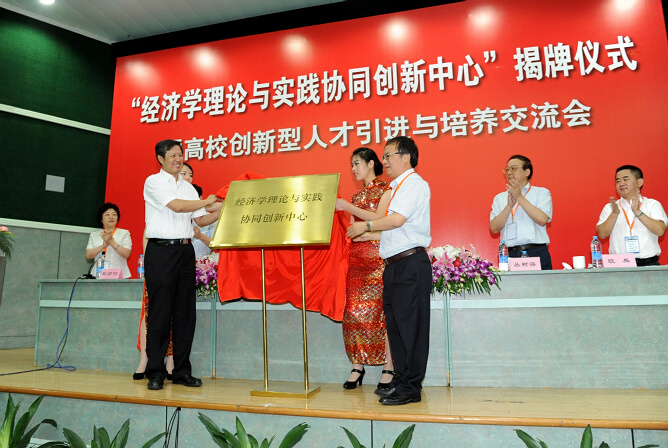 “经济学理论与实践协同创新中心”揭牌仪式
高校创新型人才引进与培养交流会
经济学理论与实践
协同创新中心